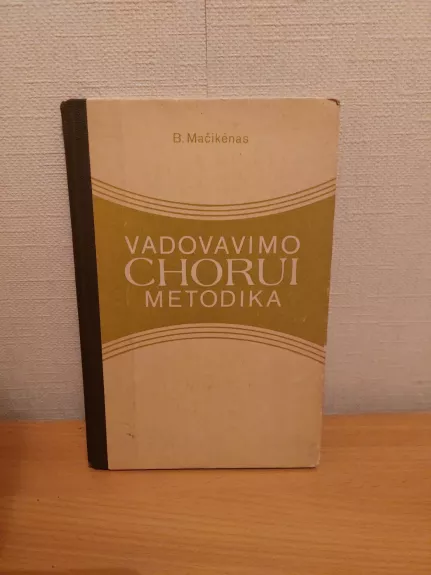 B. Mačikėnas
VADOVAVIMO
CHORUI
METODIKA